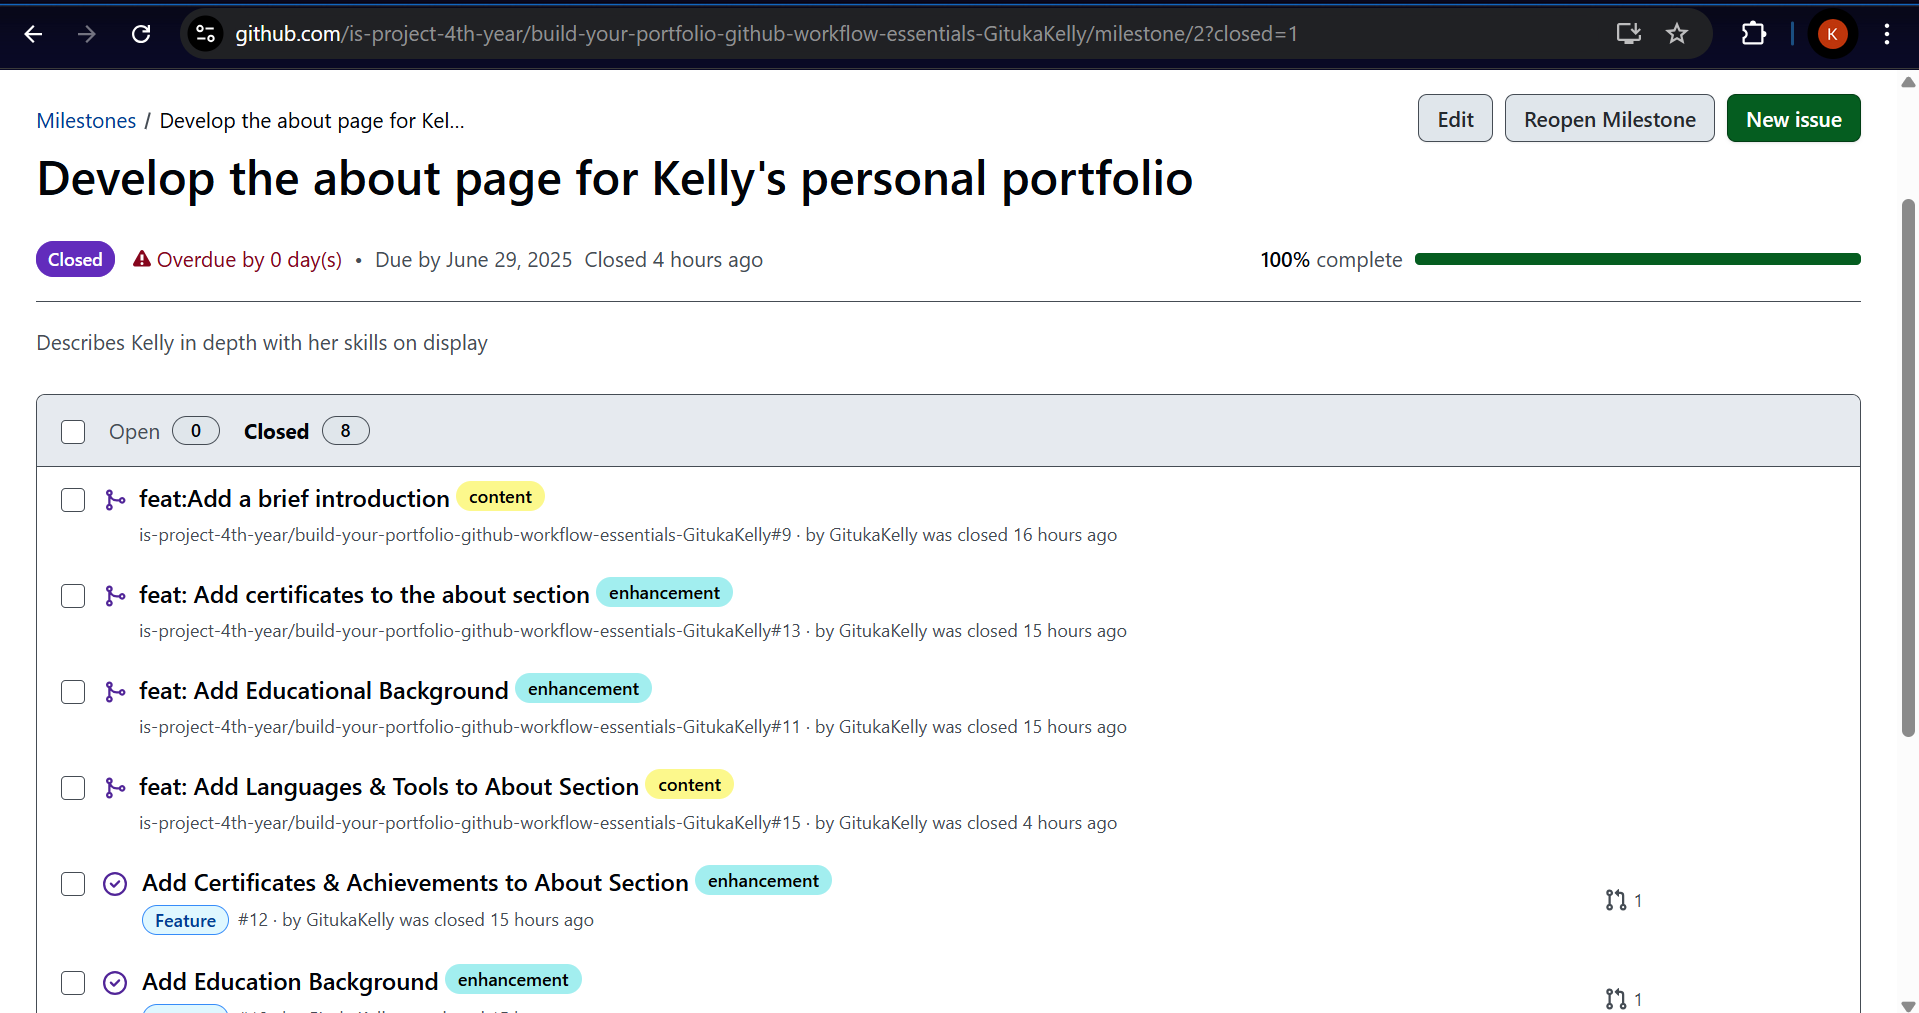 github.com/is-project-4th-year/build-your-portfolio-github-workflow-essentials-GitukaKelly/milestone/2?closed=1
K
Milestones / Develop the about page for Kel...
Edit
Reopen Milestone
New issue
Develop the about page for Kelly's personal portfolio
Closed Overdue by 0 day(s) • Due by June 29, 2025 Closed 4 hours ago
100% complete
Describes Kelly in depth with her skills on display
Open 0 Closed 8
feat:Add a brief introduction content
is-project-4th-year/build-your-portfolio-github-workflow-essentials-GitukaKelly#9 · by GitukaKelly was closed 16 hours ago
feat: Add certificates to the about section enhancement
is-project-4th-year/build-your-portfolio-github-workflow-essentials-GitukaKelly#13 · by GitukaKelly was closed 15 hours ago
feat: Add Educational Background enhancement
is-project-4th-year/build-your-portfolio-github-workflow-essentials-GitukaKelly#11 · by GitukaKelly was closed 15 hours ago
feat: Add Languages & Tools to About Section content
is-project-4th-year/build-your-portfolio-github-workflow-essentials-GitukaKelly#15 · by GitukaKelly was closed 4 hours ago
Add Certificates & Achievements to About Section enhancement
1
Feature #12 · by GitukaKelly was closed 15 hours ago
Add Education Background enhancement
1